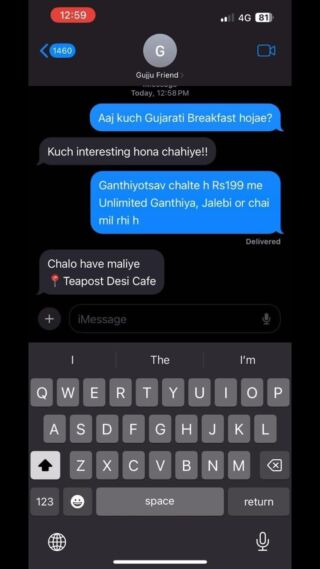 12:59
4G 81
1460
G
Gujju Friend
Today, 12:58 PM
Aaj kuch Gujarati Breakfast hojae?
Kuch interesting hona chahiye!!
Ganthiyotsav chalte h Rs199 me
Unlimited Ganthiya, Jalebi or chai
mil rhi h
Delivered
Chalo have maliye
📍 Teapost Desi Cafe
iMessage
I The I'm
Q W E R T Y U I O P
A S D F G H J K L
Z X C V B N M
123 space return